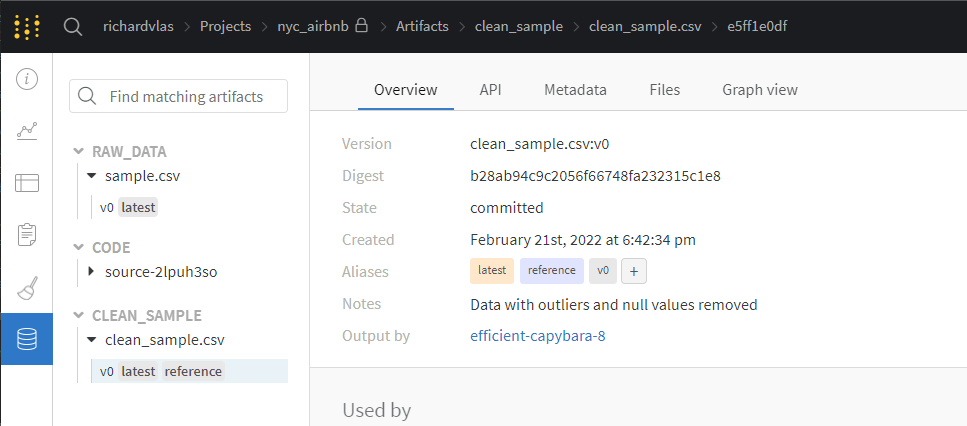 richardvlas > Projects > nyc_airbnb > Artifacts > clean_sample > clean_sample.csv > e5ff1e0df
Find matching artifacts
RAW_DATA
sample.csv
v0 latest
CODE
source-2lpuh3so
CLEAN_SAMPLE
clean_sample.csv
v0 latest reference
Overview API Metadata Files Graph view
Version clean_sample.csv:v0
Digest b28ab94c9c2056f66748fa232315c1e8
State committed
Created February 21st, 2022 at 6:42:34 pm
Aliases latest reference v0 +
Notes Data with outliers and null values removed
Output by efficient-capybara-8
Used by